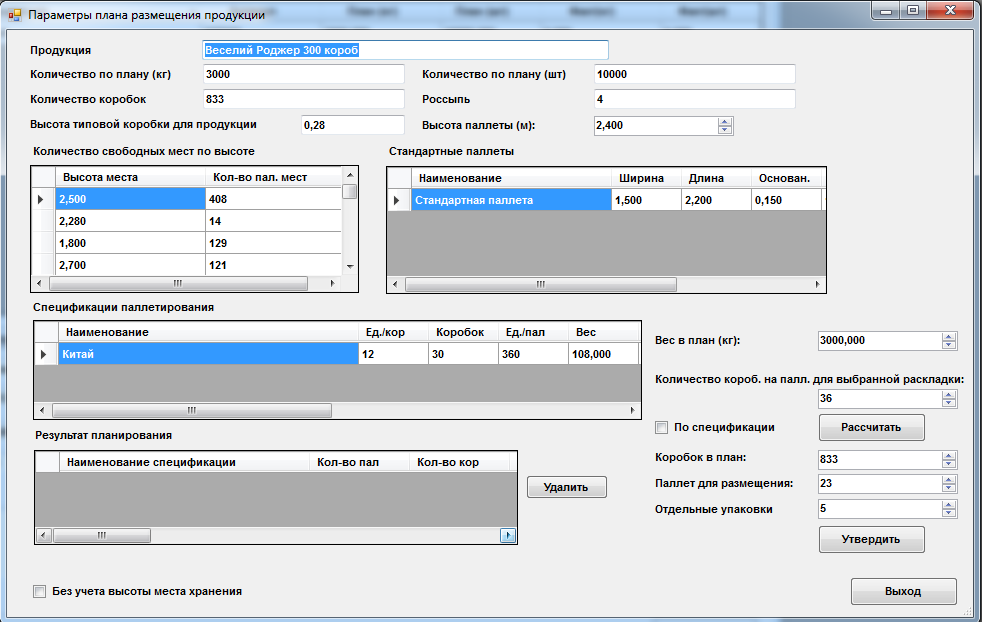 Параметры плана размещения продукции
Продукция Веселий Роджер 300 короб
Количество по плану (кг) 3000 Количество по плану (шт) 10000
Количество коробок 833 Россыпь 4
Высота типовой коробки для продукции 0,28 Высота паллеты (м): 2,400
Количество свободных мест по высоте
Высота места Кол-во пал. мест
2,500 408
2,280 14
1,800 129
2,700 121
Стандартные паллеты
Наименование Ширина Длина Основан.
Стандартная паллета 1,500 2,200 0,150
Спецификации паллетирования
Наименование Ед./кор Коробок Ед./пал Вес
Китай 12 30 360 108,000
Вес в план (кг): 3000,000
Количество короб. на палл. для выбранной раскладки:
36
По спецификации Рассчитать
Результат планирования
Наименование спецификации Кол-во пал Кол-во кор
Удалить
Коробок в план: 833
Паллет для размещения: 23
Отдельные упаковки 5
Утвердить
Без учета высоты места хранения
Выход